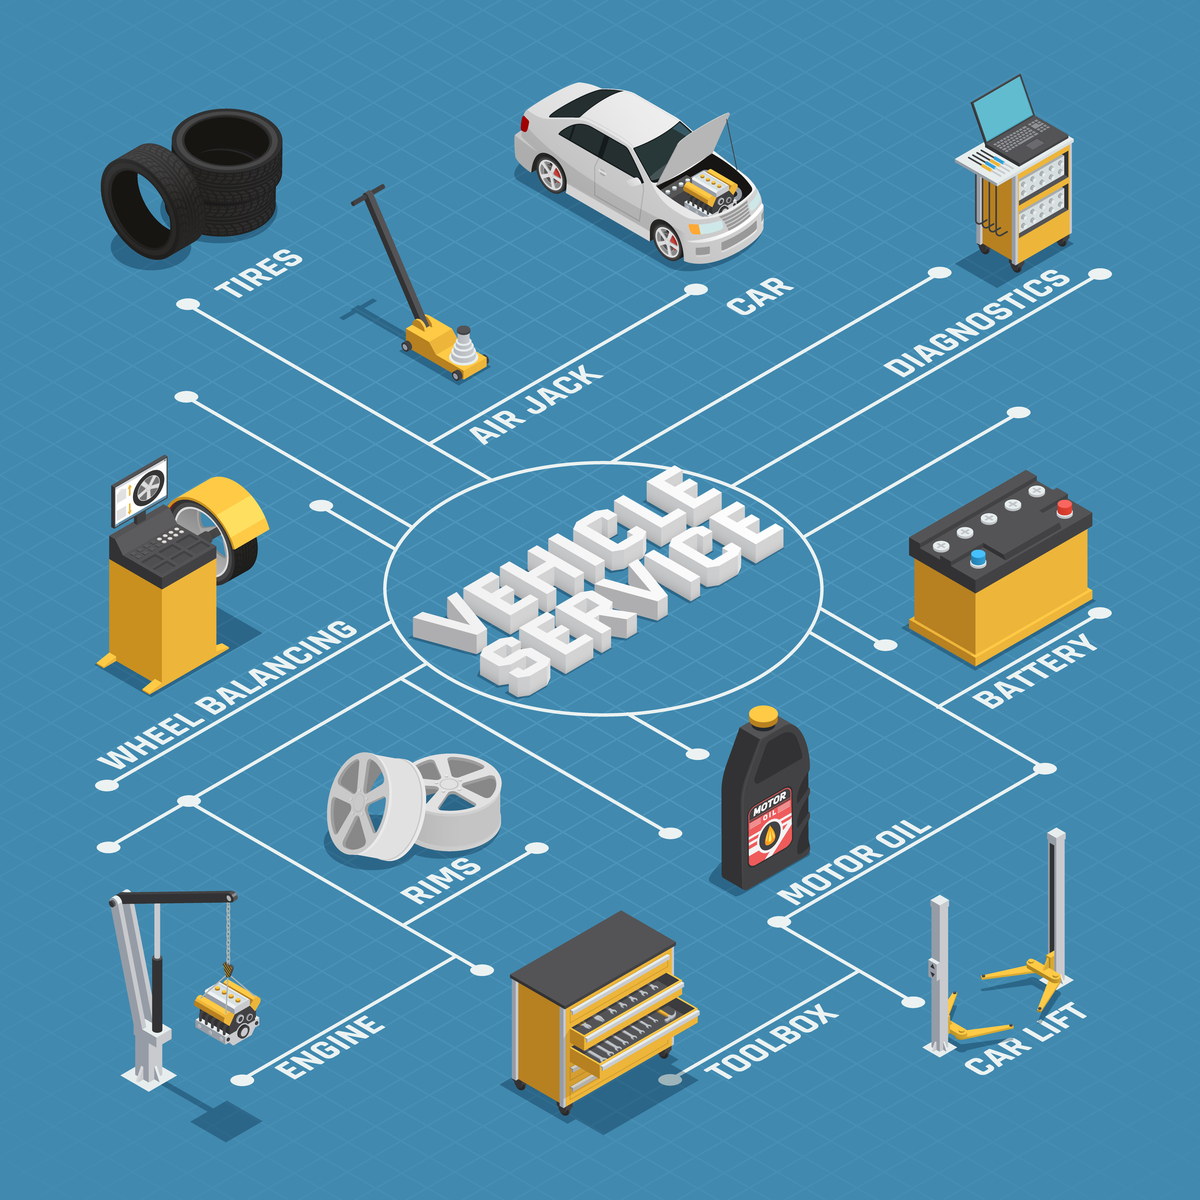 TIRES
CAR
AIR JACK
DIAGNOSTICS
VEHICLE
SERVICE
WHEEL BALANCING
BATTERY
MOTOR
OIL
RIMS
MOTOR OIL
ENGINE
TOOLBOX
CAR LIFT